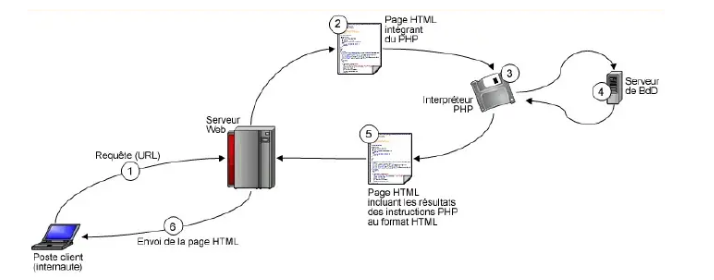 2
Page HTML
intégrant
du PHP
3
Interpréteur
PHP
4
Serveur
de BdD
Serveur
Web
5
Page HTML
incluant les résultats
des instructions PHP
au format HTML
Requête (URL)
1
6
Envoi de la page HTML
Poste client
(internaute)